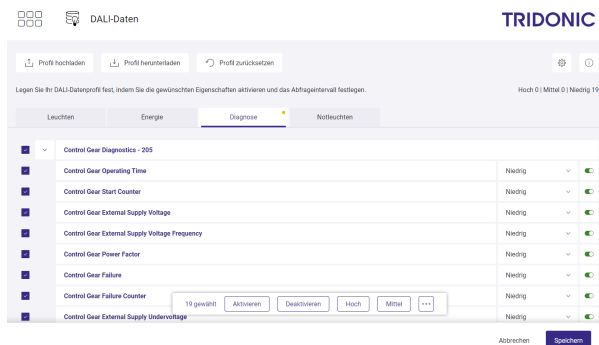 DALI-Daten
TRIDONIC
Profil hochladen
Profil herunterladen
Profil zurücksetzen
Legen Sie Ihr DALI-Datenprofil fest, indem Sie die gewünschten Eigenschaften aktivieren und das Abfrageintervall festlegen.
Hoch 0 | Mittel 0 | Niedrig 19
Leuchten
Energie
Diagnose
Notleuchten
Control Gear Diagnostics - 205
Control Gear Operating Time
Niedrig
Control Gear Start Counter
Niedrig
Control Gear External Supply Voltage
Niedrig
Control Gear External Supply Voltage Frequency
Niedrig
Control Gear Power Factor
Niedrig
Control Gear Failure
Niedrig
Control Gear Failure Counter
Niedrig
19 gewählt
Aktivieren
Deaktivieren
Hoch
Mittel
Control Gear External Supply Undervoltage
Niedrig
Abbrechen
Speichern